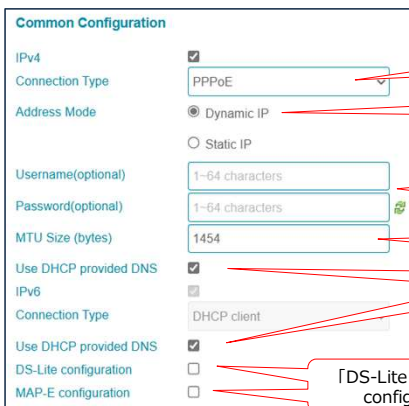 Common Configuration
IPv4
Connection Type PPPoE
Address Mode Dynamic IP
Static IP
Username(optional) 1~64 characters
Password(optional) 1~64 characters
MTU Size (bytes) 1454
Use DHCP provided DNS
IPv6
Connection Type DHCP client
Use DHCP provided DNS
DS-Lite configuration
MAP-E configuration
「DS-Lite
config